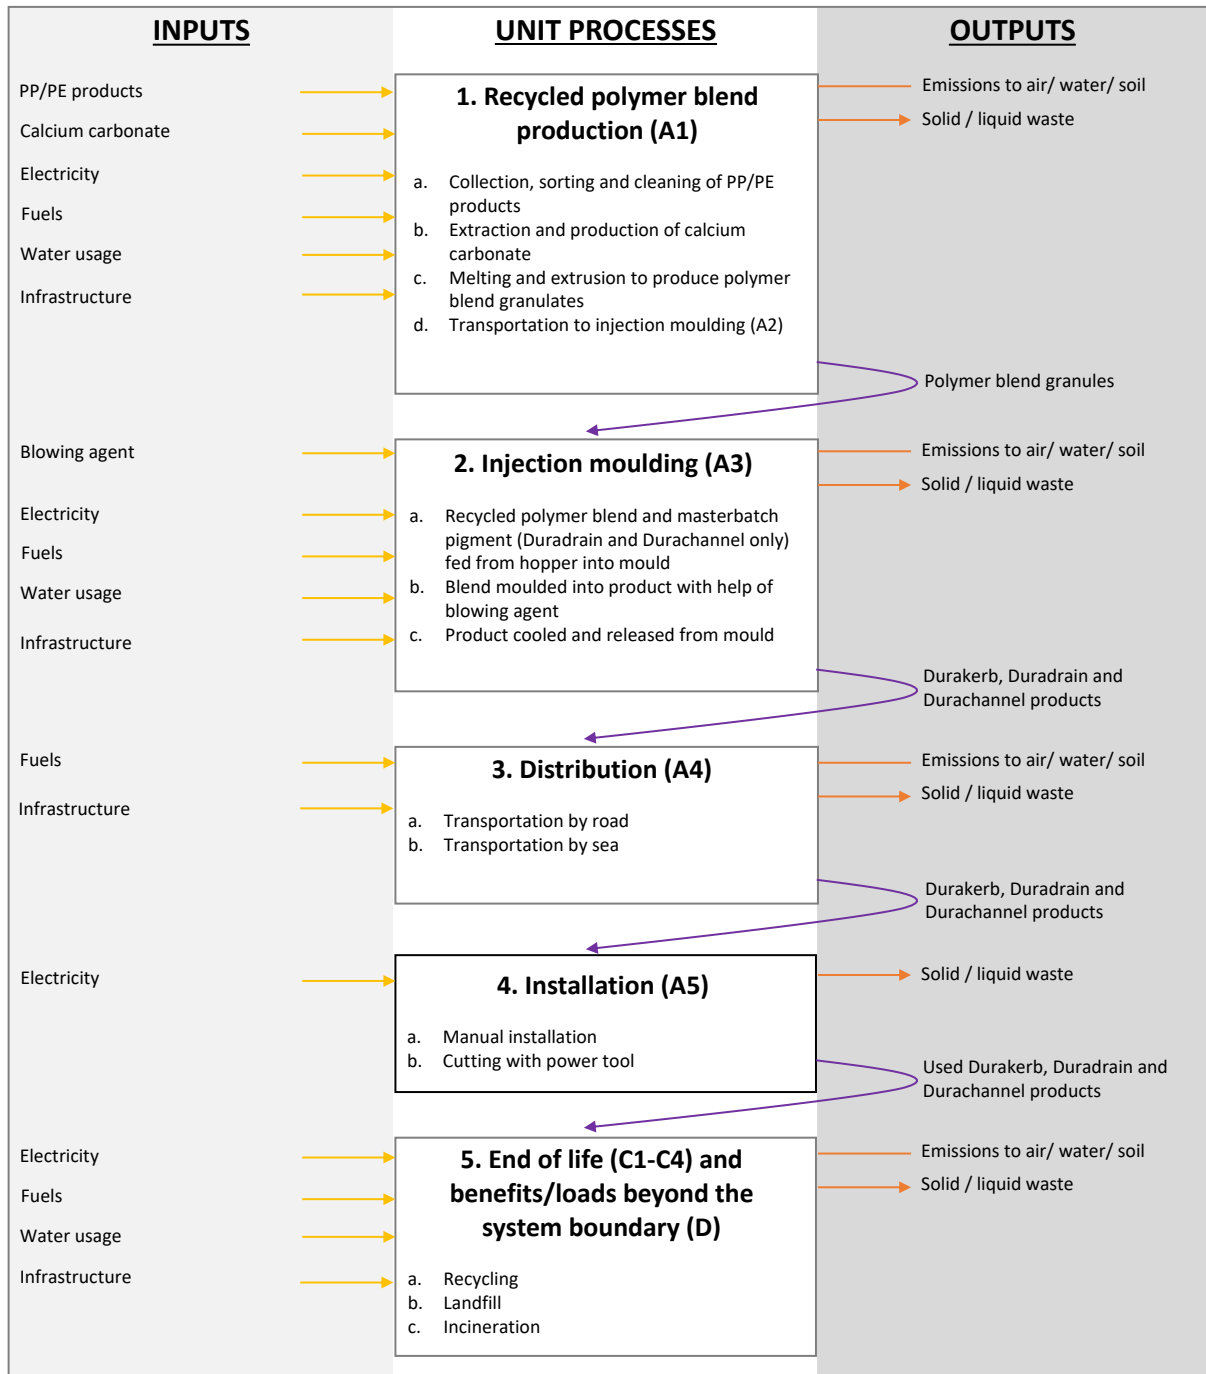 INPUTS
UNIT PROCESSES
OUTPUTS
PP/PE products
Calcium carbonate
Electricity
Fuels
Water usage
Infrastructure
1. Recycled polymer blend
production (A1)
a. Collection, sorting and cleaning of PP/PE
products
b. Extraction and production of calcium
carbonate
c. Melting and extrusion to produce polymer
blend granulates
d. Transportation to injection moulding (A2)
Emissions to air/ water/ soil
Solid / liquid waste
Polymer blend granules
Blowing agent
Electricity
Fuels
Water usage
Infrastructure
2. Injection moulding (A3)
a. Recycled polymer blend and masterbatch
pigment (Duradrain and Durachannel only)
fed from hopper into mould
b. Blend moulded into product with help of
blowing agent
c. Product cooled and released from mould
Emissions to air/ water/ soil
Solid / liquid waste
Durakerb, Duradrain and
Durachannel products
Fuels
Infrastructure
3. Distribution (A4)
a. Transportation by road
b. Transportation by sea
Emissions to air/ water/ soil
Solid / liquid waste
Durakerb, Duradrain and
Durachannel products
Electricity
4. Installation (A5)
a. Manual installation
b. Cutting with power tool
Solid / liquid waste
Used Durakerb, Duradrain and
Durachannel products
Electricity
Fuels
Water usage
Infrastructure
5. End of life (C1-C4) and
benefits/loads beyond the
system boundary (D)
a. Recycling
b. Landfill
c. Incineration
Emissions to air/ water/ soil
Solid / liquid waste